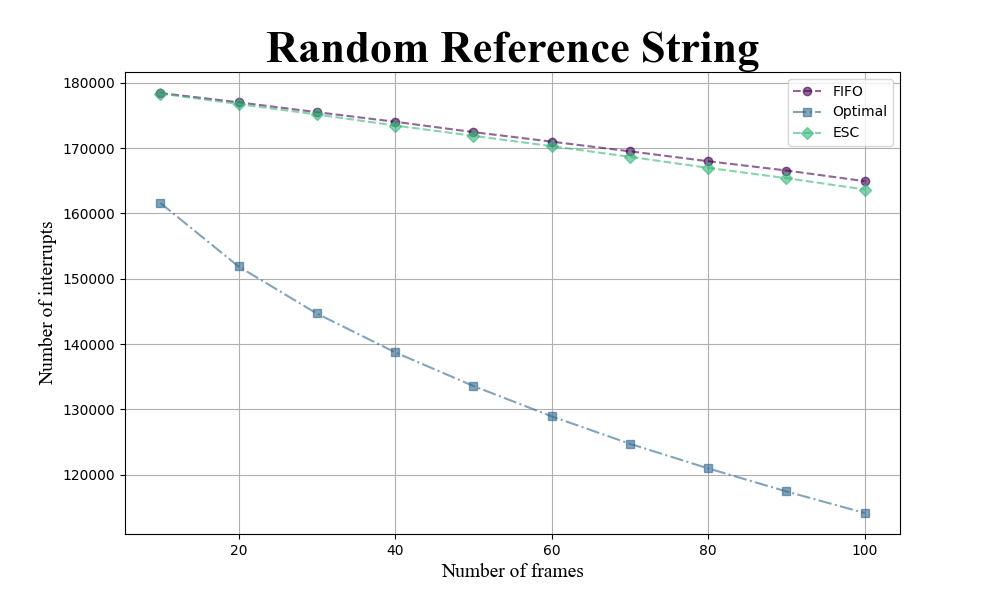 Random Reference String
FIFO
Optimal
ESC
Number of interrupts
180000
170000
160000
150000
140000
130000
120000
20
40
60
80
100
Number of frames